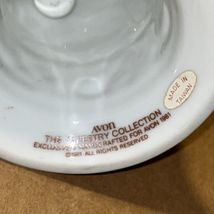 AVON
THE TAPESTRY COLLECTION
EXCLUSIVELY HANDCRAFTED FOR AVON 1981
©1981 ALL RIGHTS RESERVED
MADE IN
TAIWAN